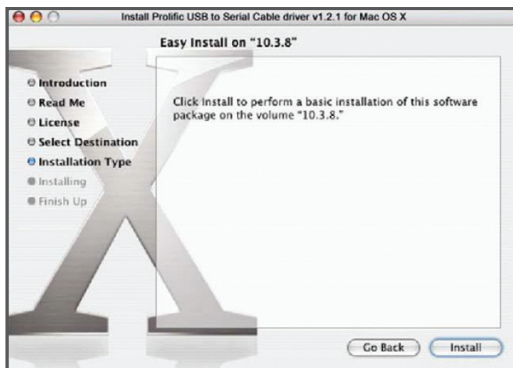 Install Prolific USB to Serial Cable driver v1.2.1 for Mac OS X
Easy Install on “10.3.8”
Introduction
Read Me
License
Select Destination
Installation Type
Installing
Finish Up
Click Install to perform a basic installation of this software
package on the volume “10.3.8.”
Go Back
Install